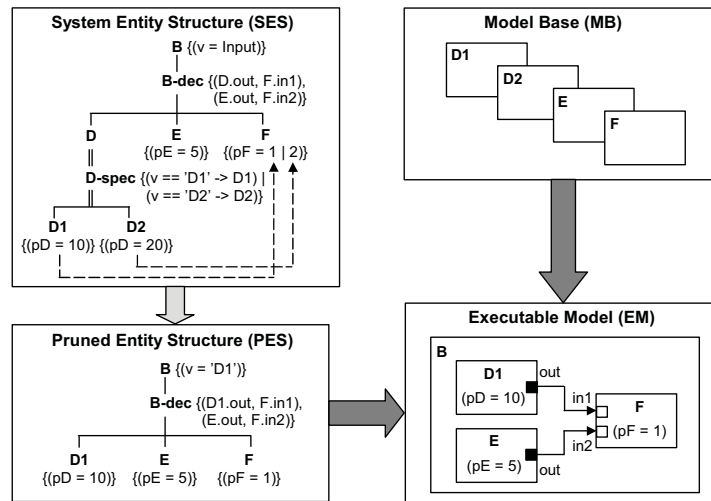 System Entity Structure (SES)
B {(v = Input)}
B-dec {(D.out, F.in1),
(E.out, F.in2)}
D E F
{(pE = 5)} {(pF = 1 | 2)}
D-spec {(v == 'D1' -> D1) |
(v == 'D2' -> D2)}
D1 D2
{(pD = 10)} {(pD = 20)}
Model Base (MB)
D1
D2
E
F
Pruned Entity Structure (PES)
B {(v = 'D1')}
B-dec {(D1.out, F.in1),
(E.out, F.in2)}
D1 E F
{(pD = 10)} {(pE = 5)} {(pF = 1)}
Executable Model (EM)
B
D1
(pD = 10)
out
in1
F
(pF = 1)
E
(pE = 5)
out
in2